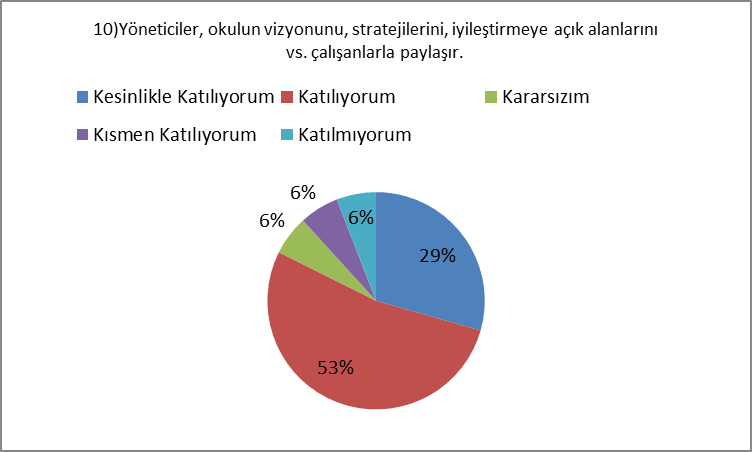 10)Yöneticiler, okulun vizyonunu, stratejilerini, iyileştirmeye açık alanlarını
vs. çalışanlarla paylaşır.
Kesinlikle Katılıyorum
Katılıyorum
Kararsızım
Kısmen Katılıyorum
Katılmıyorum
6%
6%
6%
29%
53%